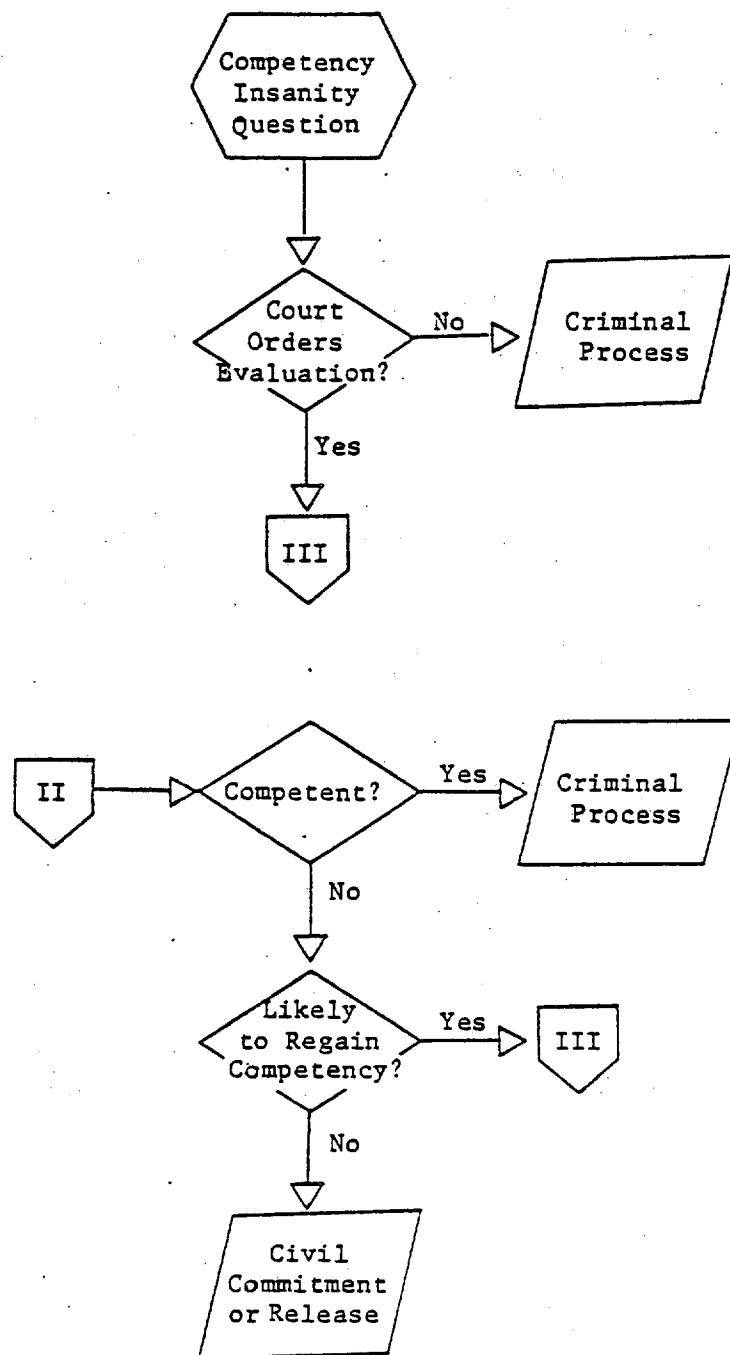 Competency
Insanity
Question
Court
Orders
Evaluation?
No
Criminal
Process
Yes
III
II
Competent?
Yes
Criminal
Process
No
Likely
to Regain
Competency?
Yes
III
No
Civil
Commitment
or Release